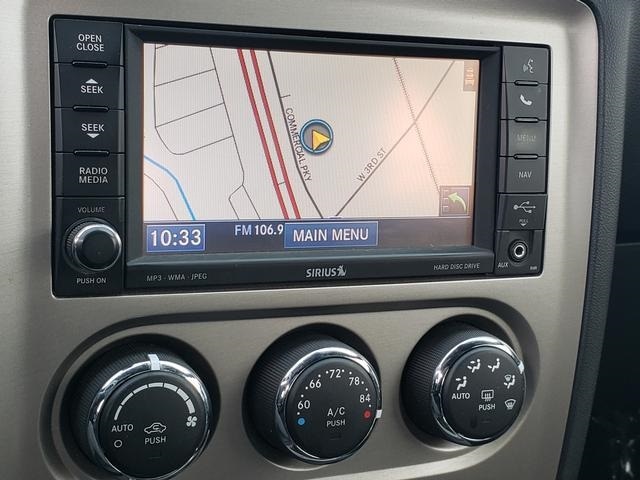 OPEN
CLOSE
SEEK
SEEK
RADIO
MEDIA
VOLUME
PUSH ON
COMMERCIAL PKY
W 3RD ST
10:33
FM 106.9
MAIN MENU
MENU
NAV
PULL
AUX
MP3 - WMA - JPEG
SIRIUS
HARD DISC DRIVE
AUTO
PUSH
60
66
72
78
84
A/C
PUSH
AUTO
PUSH